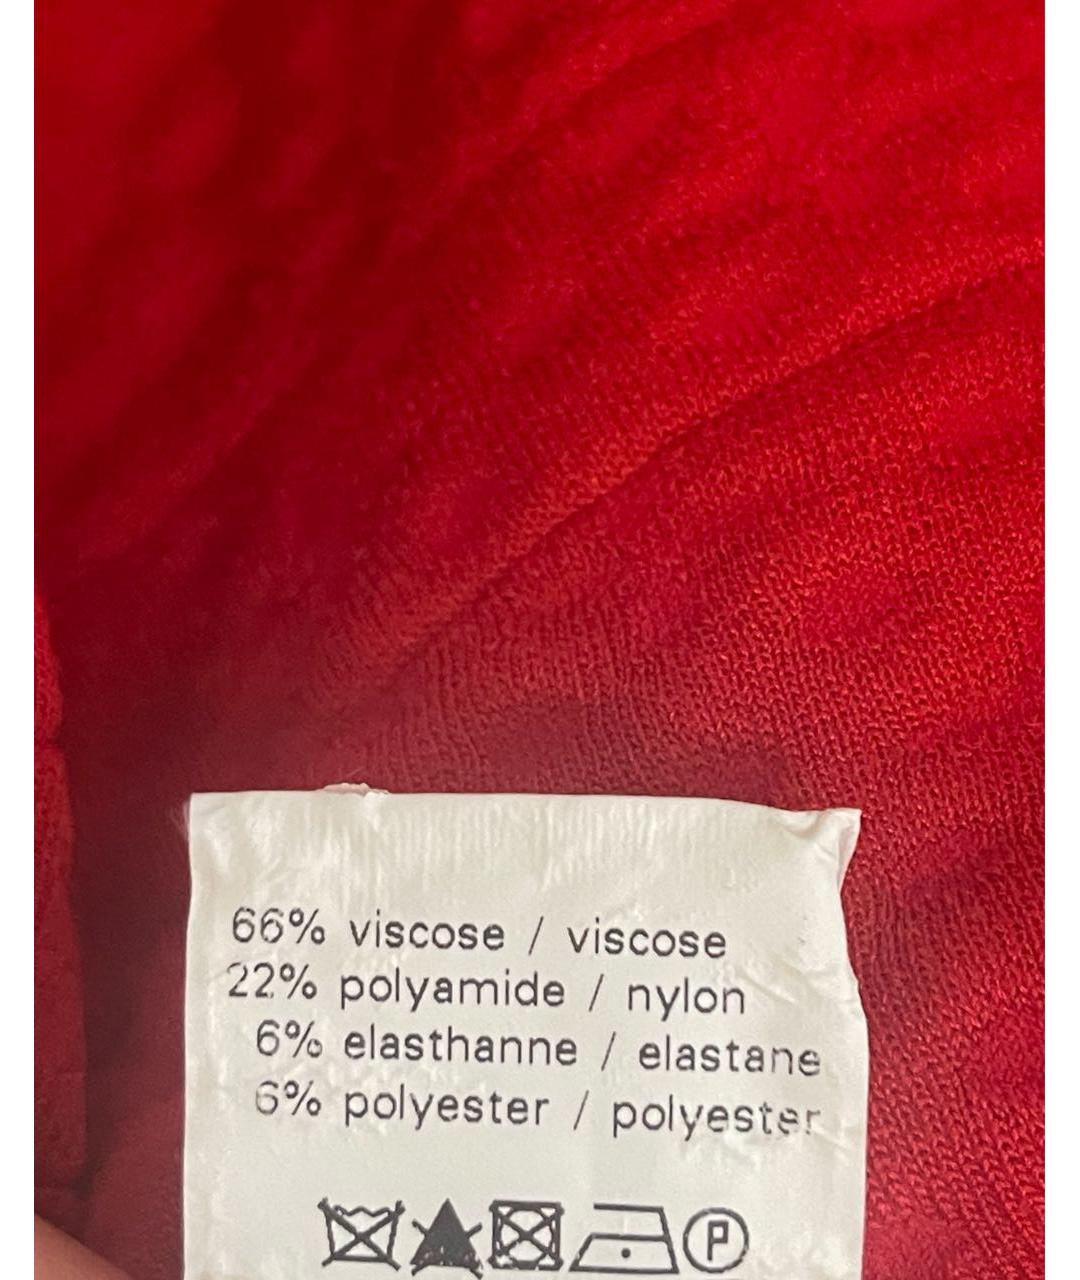 66% viscose / viscose
22% polyamide / nylon
6% elasthanne / elastane
6% polyester / polyester
P